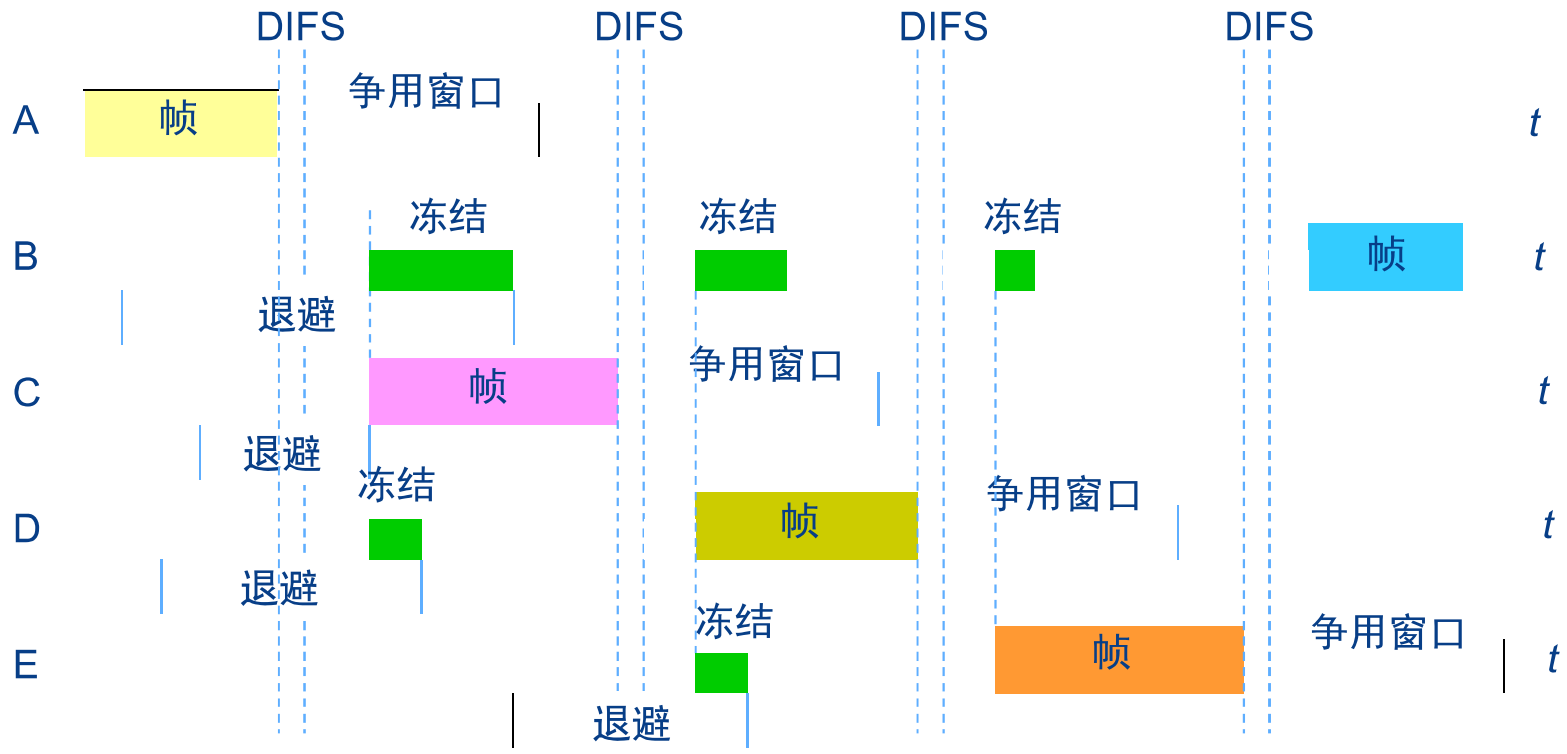 DIFS DIFS DIFS DIFS
争用窗口
A 帧 t
冻结 冻结 冻结
B 帧 t
退避
争用窗口
C 帧 t
退避
冻结 争用窗口
D 帧 t
退避
冻结 争用窗口
E 帧 t
退避